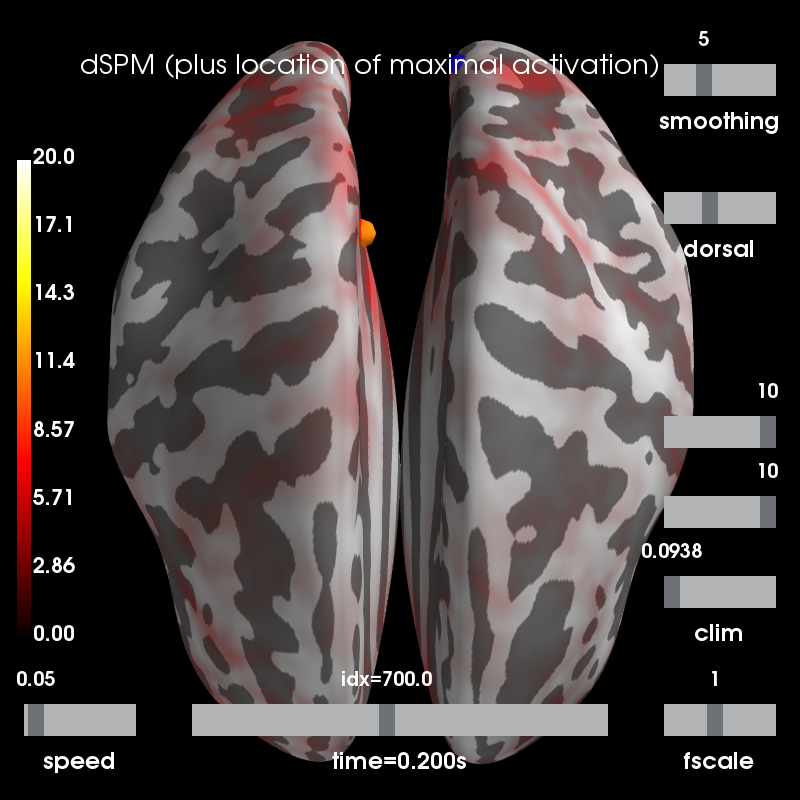 5
dSPM (plus location of maximal activation)
smoothing
20.0
17.1
dorsal
14.3
11.4
10
8.57
10
5.71
0.0938
2.86
0.00
clim
0.05
idx=700.0
1
speed
time=0.200s
fscale